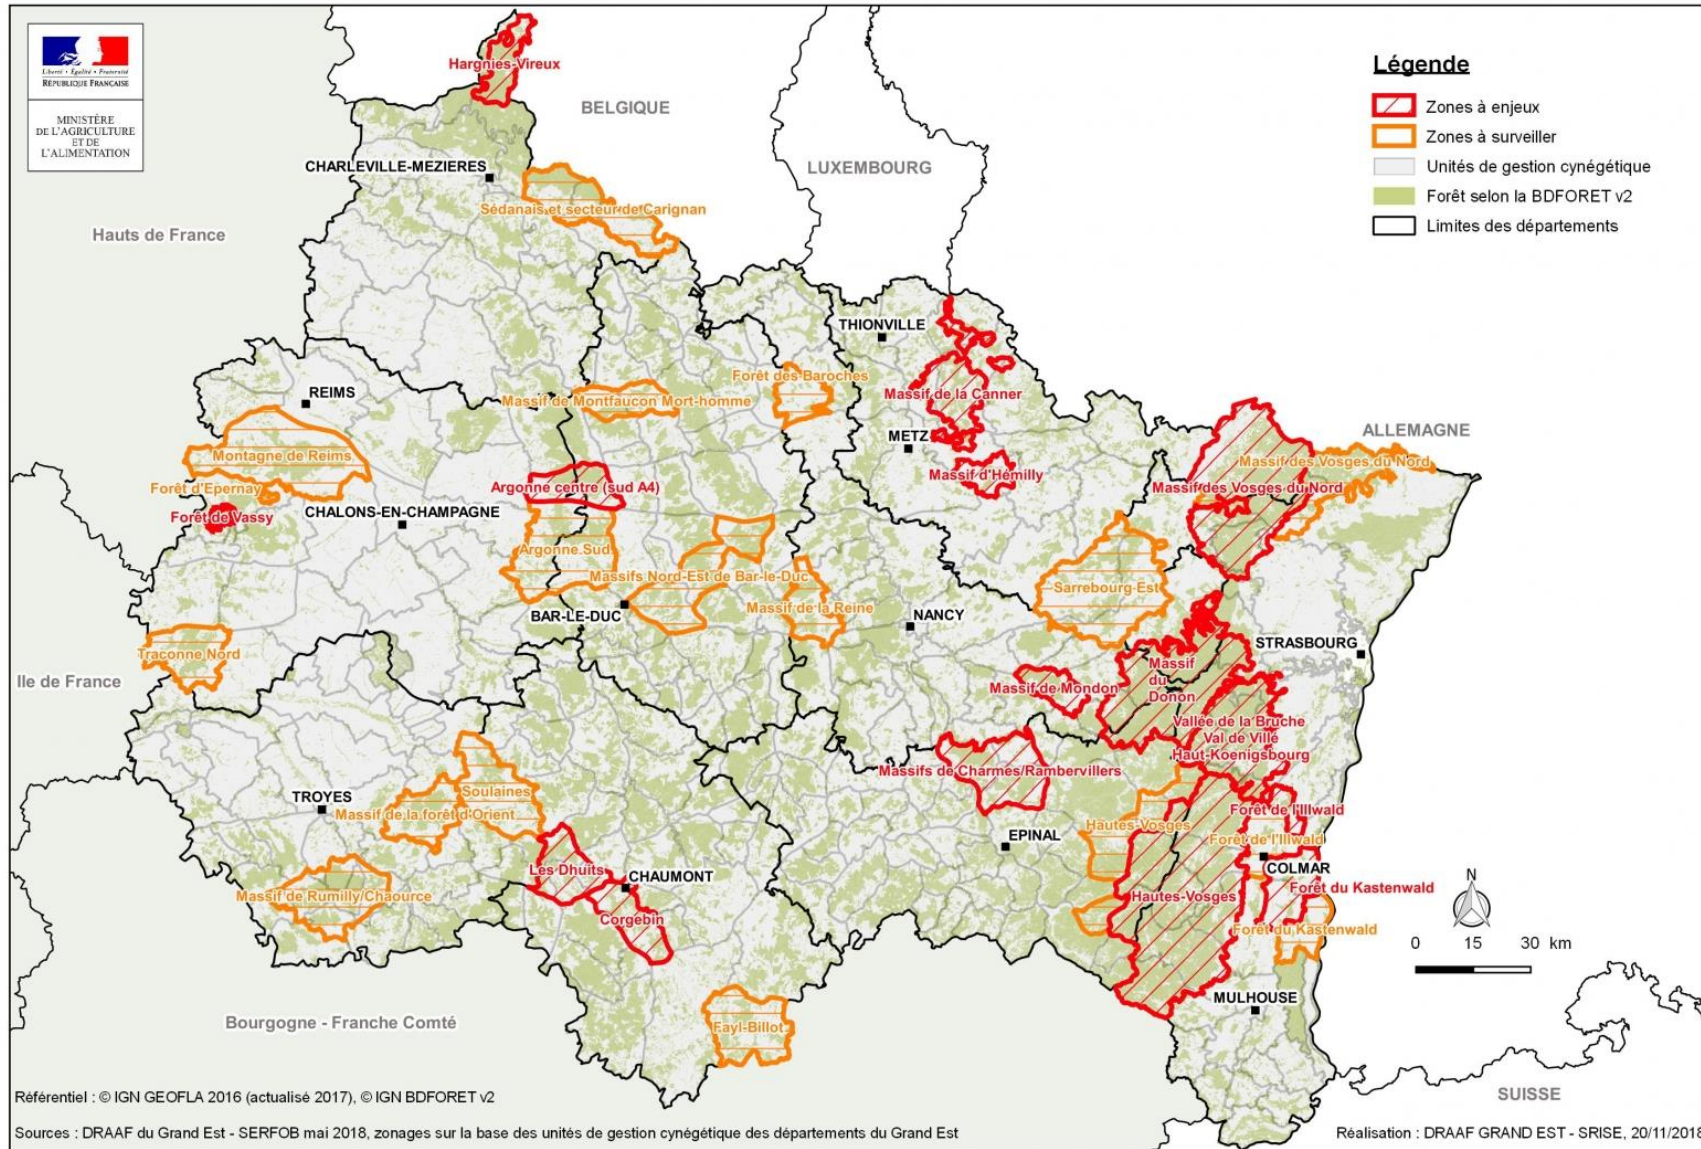 Liberté • Égalité • Fraternité
RÉPUBLIQUE FRANÇAISE
MINISTÈRE
DE L'AGRICULTURE
ET DE
L'ALIMENTATION
Légende
Zones à enjeux
Zones à surveiller
Unités de gestion cynégétique
Forêt selon la BDFORET v2
Limites des départements
Hargnies-Vireux
BELGIQUE
CHARLEVILLE-MEZIERES
LUXEMBOURG
Sédanais et secteur de Carignan
Hauts de France
THIONVILLE
Forêt des Baroches
REIMS
Massif de Montfaucon Mort-homme
Massif de la Canner
METZ
ALLEMAGNE
Montagne de Reims
Massif des Vosges du Nord
Massif d'Hémilly
Forêt d'Epernay
Argonne centre (sud A4)
Massif des Vosges du Nord
Forêt de Vassy
CHALONS-EN-CHAMPAGNE
Argonne Sud
Massifs Nord-Est de Bar-le-Duc
Sarrebourg Est
BAR-LE-DUC
Massif de la Reine
NANCY
STRASBOURG
Traconne Nord
Massif
du
Donon
Ile de France
Massif de Mondon
Vallée de la Bruche
Val de Villé
Haut-Koenigsbourg
Massifs de Charmes/Rambervillers
Soulaines
TROYES
Massif de la forêt d'Orient
Forêt de l'Illwald
Hautes-Vosges
EPINAL
Forêt de l'Illwald
COLMAR
Les Dhuïts
CHAUMONT
Massif de Rumilly/Chaource
Hautes-Vosges
Forêt du Kastenwald
Corgebin
Forêt du Kastenwald
N
0 15 30 km
MULHOUSE
Bourgogne - Franche Comté
Fayl-Billot
SUISSE
Référentiel : © IGN GEOFLA 2016 (actualisé 2017), © IGN BDFORET v2
Sources : DRAAF du Grand Est - SERFOB mai 2018, zonages sur la base des unités de gestion cynégétique des départements du Grand Est
Réalisation : DRAAF GRAND EST - SRISE, 20/11/2018